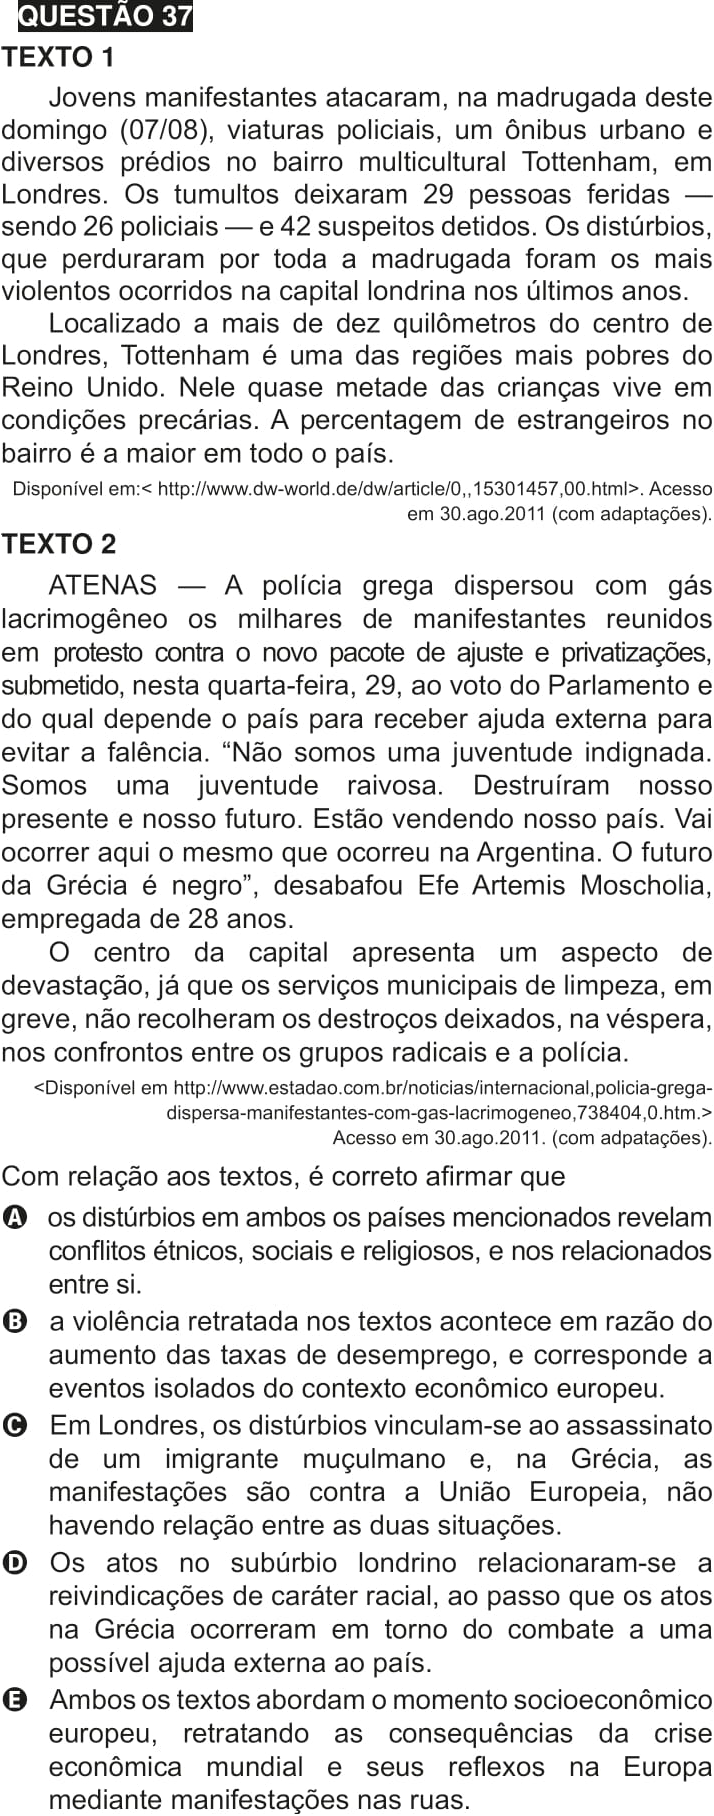 QUESTÃO 37
TEXTO 1
Jovens manifestantes atacaram, na madrugada deste
domingo (07/08), viaturas policiais, um ônibus urbano e
diversos prédios no bairro multicultural Tottenham, em
Londres. Os tumultos deixaram 29 pessoas feridas —
sendo 26 policiais — e 42 suspeitos detidos. Os distúrbios,
que perduraram por toda a madrugada foram os mais
violentos ocorridos na capital londrina nos últimos anos.
Localizado a mais de dez quilômetros do centro de
Londres, Tottenham é uma das regiões mais pobres do
Reino Unido. Nele quase metade das crianças vive em
condições precárias. A percentagem de estrangeiros no
bairro é a maior em todo o país.
Disponível em:< http://www.dw-world.de/dw/article/0,,15301457,00.html>. Acesso
em 30.ago.2011 (com adaptações).
TEXTO 2
ATENAS — A polícia grega dispersou com gás
lacrimogêneo os milhares de manifestantes reunidos
em protesto contra o novo pacote de ajuste e privatizações,
submetido, nesta quarta-feira, 29, ao voto do Parlamento e
do qual depende o país para receber ajuda externa para
evitar a falência. “Não somos uma juventude indignada.
Somos uma juventude raivosa. Destruíram nosso
presente e nosso futuro. Estão vendendo nosso país. Vai
ocorrer aqui o mesmo que ocorreu na Argentina. O futuro
da Grécia é negro”, desabafou Efe Artemis Moscholia,
empregada de 28 anos.
O centro da capital apresenta um aspecto de
devastação, já que os serviços municipais de limpeza, em
greve, não recolheram os destroços deixados, na véspera,
nos confrontos entre os grupos radicais e a polícia.
<Disponível em http://www.estadao.com.br/noticias/internacional,policia-grega-
dispersa-manifestantes-com-gas-lacrimogeneo,738404,0.htm.>
Acesso em 30.ago.2011. (com adpatações).
Com relação aos textos, é correto afirmar que
A os distúrbios em ambos os países mencionados revelam
conflitos étnicos, sociais e religiosos, e nos relacionados
entre si.
B a violência retratada nos textos acontece em razão do
aumento das taxas de desemprego, e corresponde a
eventos isolados do contexto econômico europeu.
C Em Londres, os distúrbios vinculam-se ao assassinato
de um imigrante muçulmano e, na Grécia, as
manifestações são contra a União Europeia, não
havendo relação entre as duas situações.
D Os atos no subúrbio londrino relacionaram-se a
reivindicações de caráter racial, ao passo que os atos
na Grécia ocorreram em torno do combate a uma
possível ajuda externa ao país.
E Ambos os textos abordam o momento socioeconômico
europeu, retratando as consequências da crise
econômica mundial e seus reflexos na Europa
mediante manifestações nas ruas.